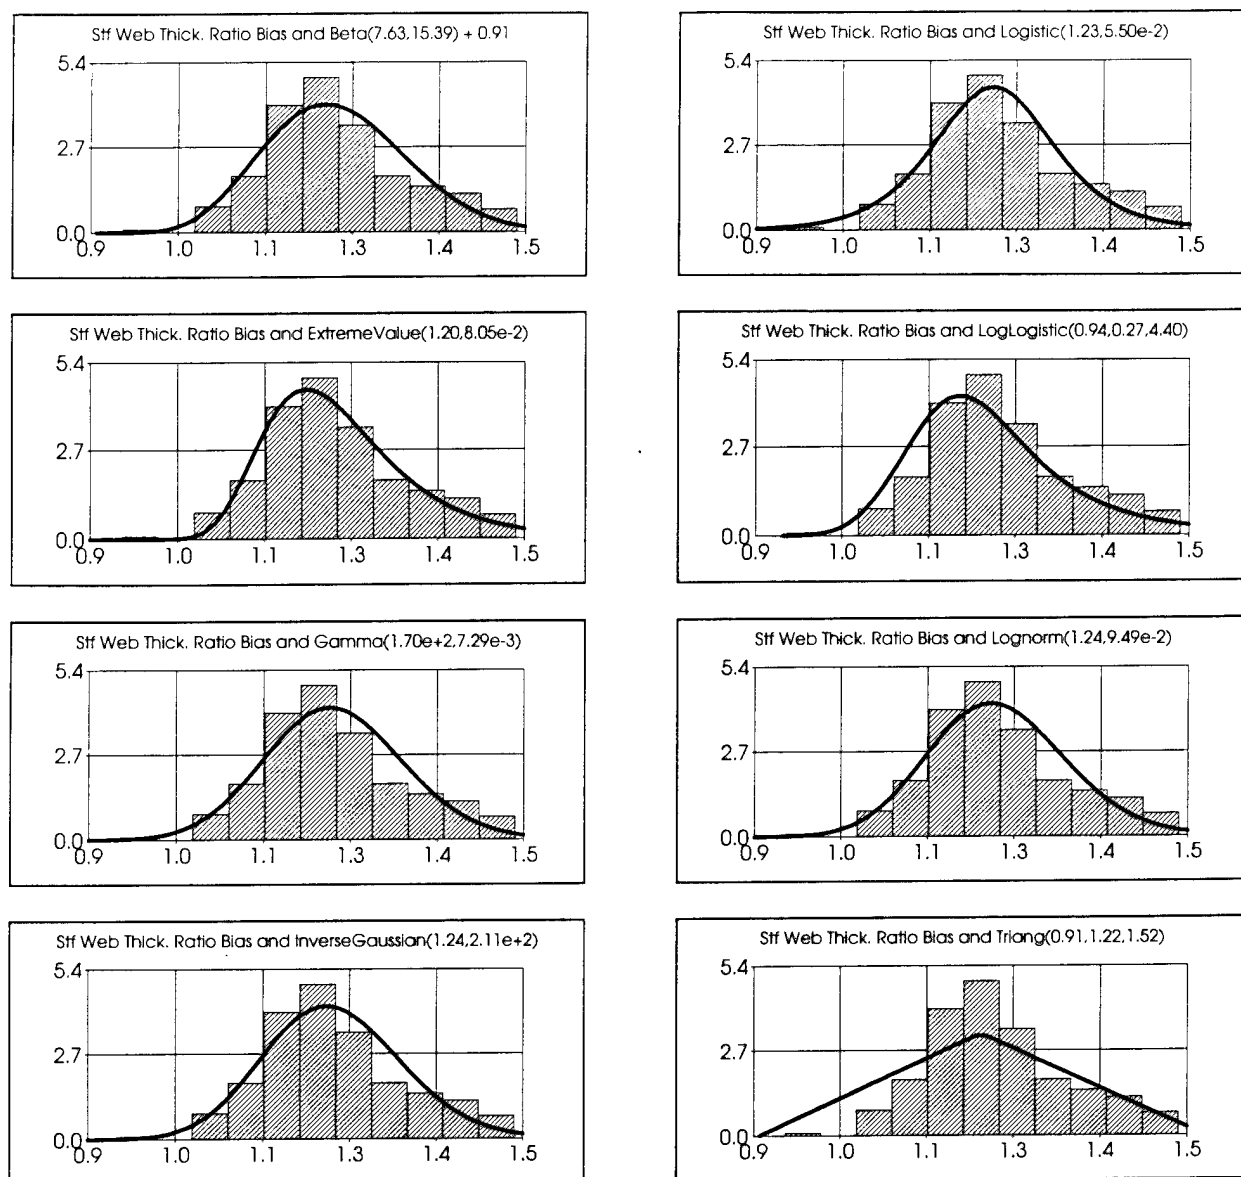 Stf Web Thick. Ratio Bias and Beta(7.63,15.39) + 0.91
5.4
2.7
0.0
0.9 1.0 1.1 1.3 1.4 1.5
Stf Web Thick. Ratio Bias and Logistic(1.23,5.50e-2)
5.4
2.7
0.0
0.9 1.0 1.1 1.3 1.4 1.5
Stf Web Thick. Ratio Bias and ExtremeValue(1.20,8.05e-2)
5.4
2.7
0.0
0.9 1.0 1.1 1.3 1.4 1.5
Stf Web Thick. Ratio Bias and LogLogistic(0.94,0.27,4.40)
5.4
2.7
0.0
0.9 1.0 1.1 1.3 1.4 1.5
Stf Web Thick. Ratio Bias and Gamma(1.70e+2,7.29e-3)
5.4
2.7
0.0
0.9 1.0 1.1 1.3 1.4 1.5
Stf Web Thick. Ratio Bias and Lognorm(1.24,9.49e-2)
5.4
2.7
0.0
0.9 1.0 1.1 1.3 1.4 1.5
Stf Web Thick. Ratio Bias and InverseGaussian(1.24,2.11e+2)
5.4
2.7
0.0
0.9 1.0 1.1 1.3 1.4 1.5
Stf Web Thick. Ratio Bias and Triang(0.91,1.22,1.52)
5.4
2.7
0.0
0.9 1.0 1.1 1.3 1.4 1.5